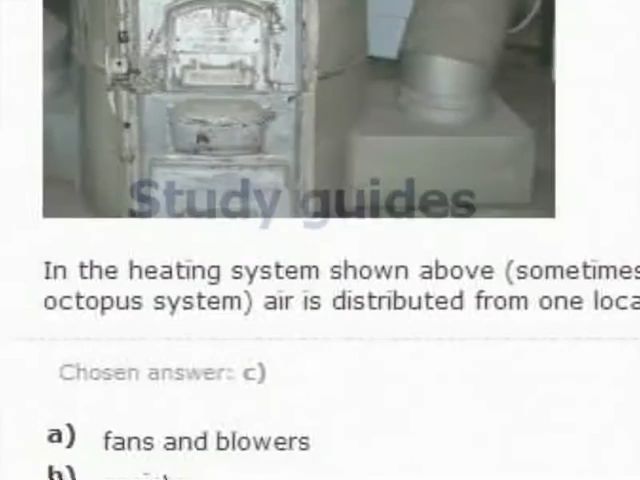 Study guides
In the heating system shown above (sometimes
octopus system) air is distributed from one loca
Chosen answer: c)
a) fans and blowers
b)